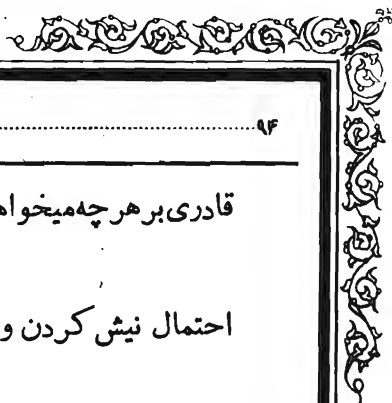 ۹۴
قادری بر هر چه میخواه
احتمال نیش کردن و